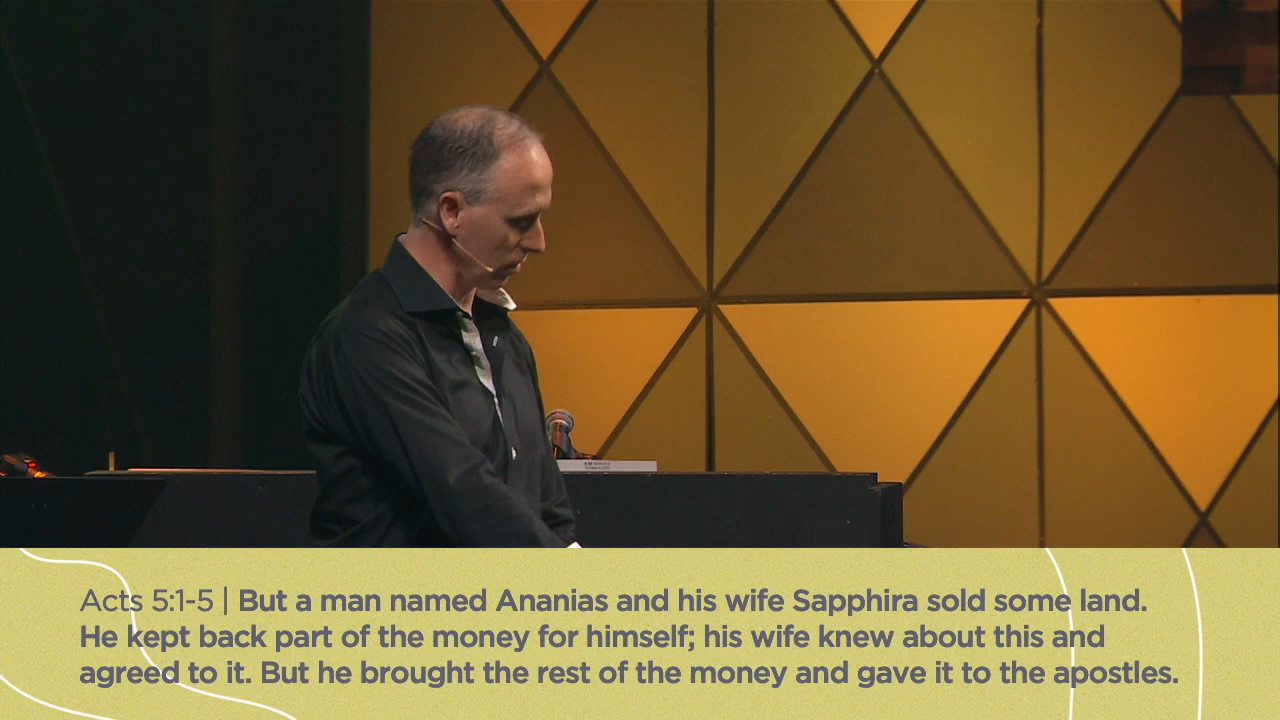 Acts 5:1-5 | But a man named Ananias and his wife Sapphira sold some land.
He kept back part of the money for himself; his wife knew about this and
agreed to it. But he brought the rest of the money and gave it to the apostles.